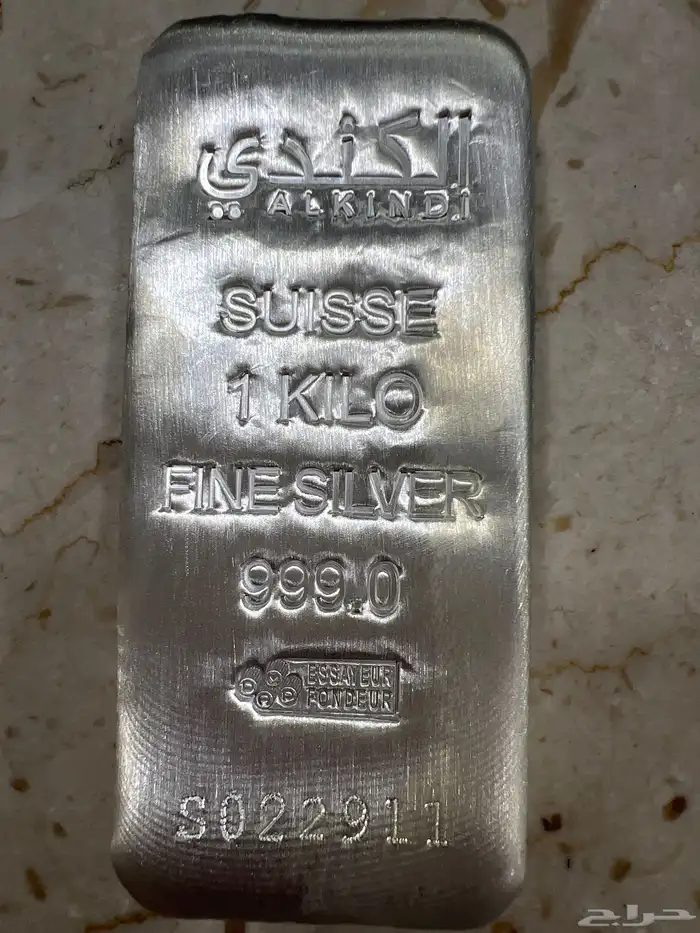 الكندي
ALKINDI
SUISSE
1 KILO
FINE SILVER
999.0
ESSAYEUR
FONDEUR
S022911
حراج